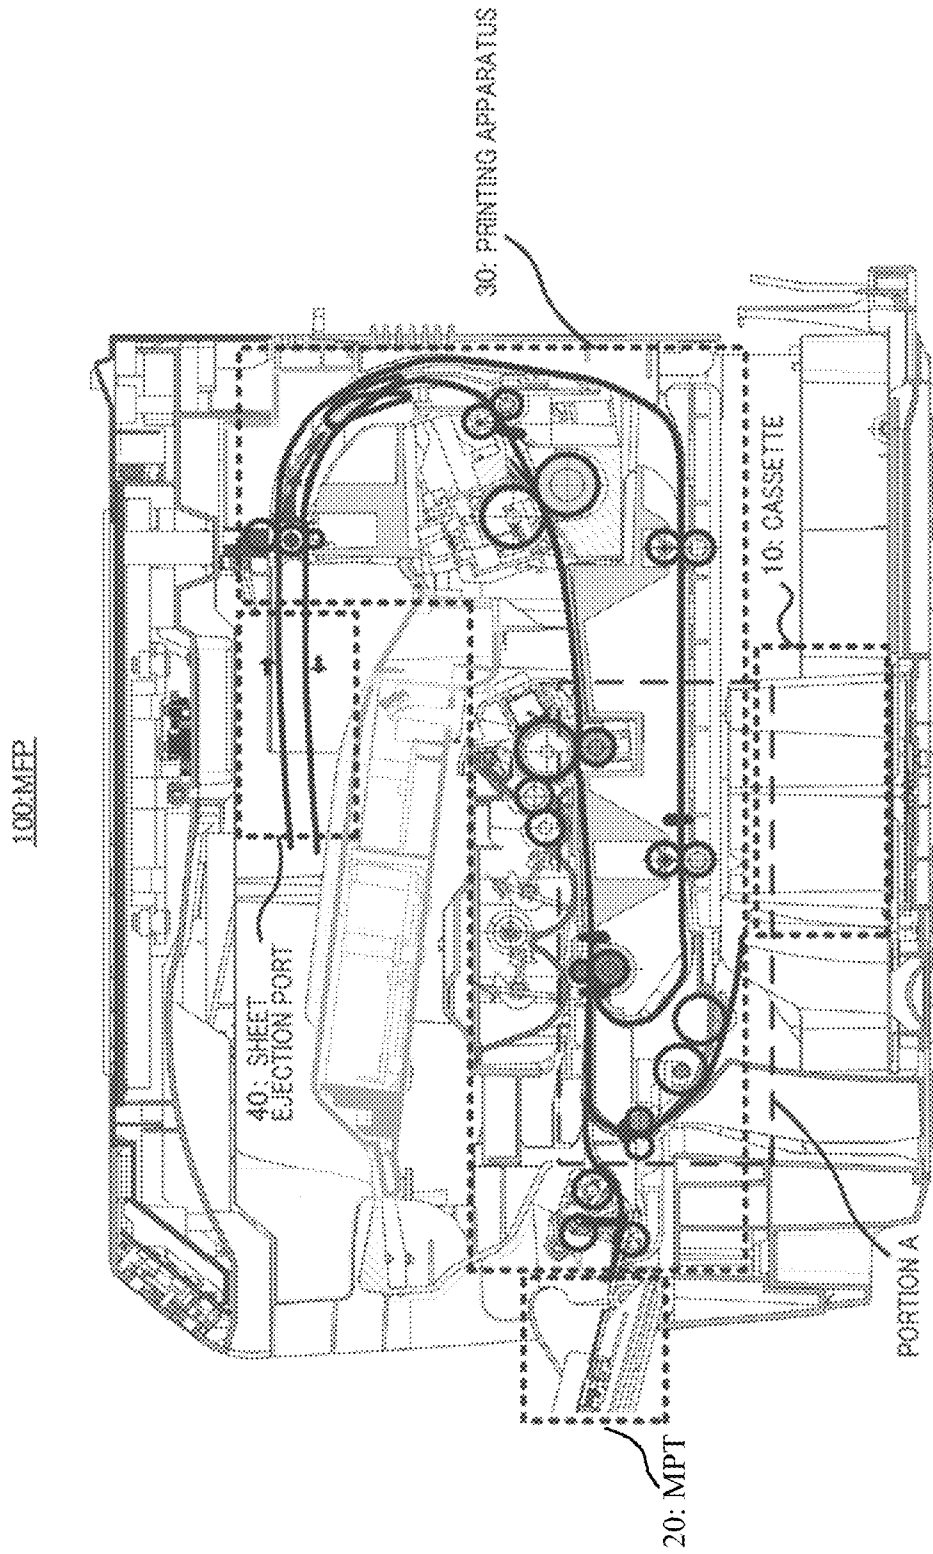 100:MFP
30: PRINTING APPARATUS
10: CASSETTE
40: SHEET
EJECTION PORT
PORTION A
20: MPT